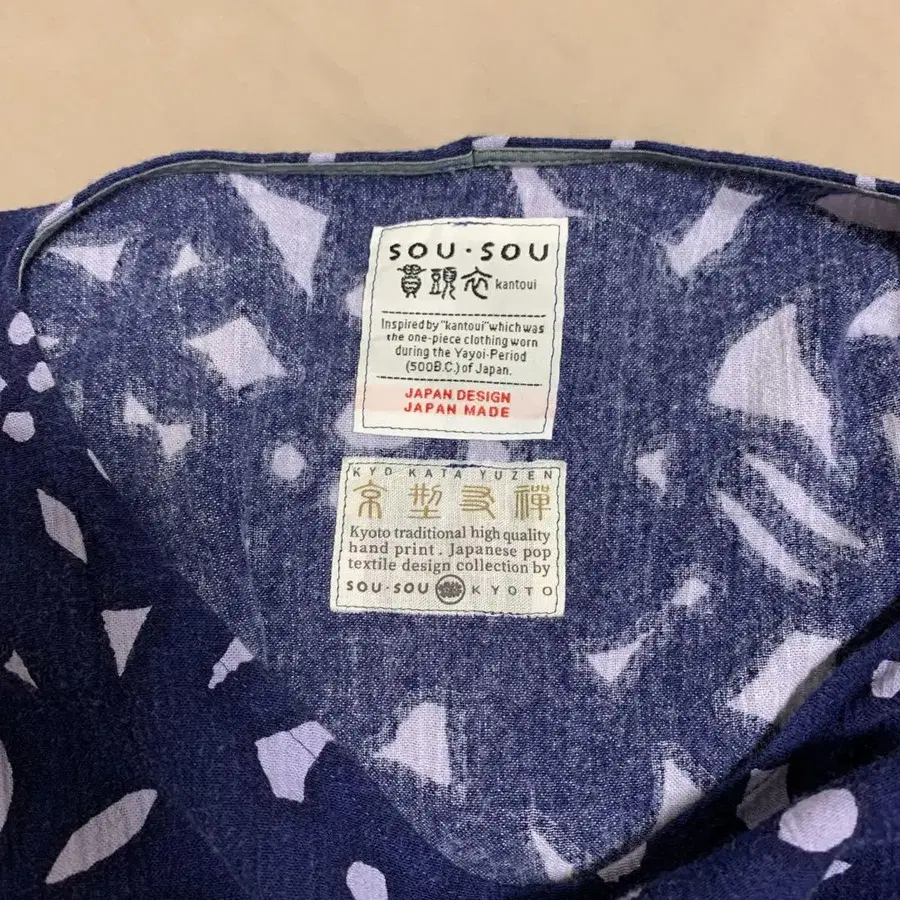 SOU・SOU
貫頭衣 kantoui
Inspired by "kantoui" which was
the one-piece clothing worn
during the Yayoi-Period
(500B.C.) of Japan.
JAPAN DESIGN
JAPAN MADE
KYO KATA YUZEN
京型友禅
Kyoto traditional high quality
hand print. Japanese pop
textile design collection by
SOU・SOU KYOTO